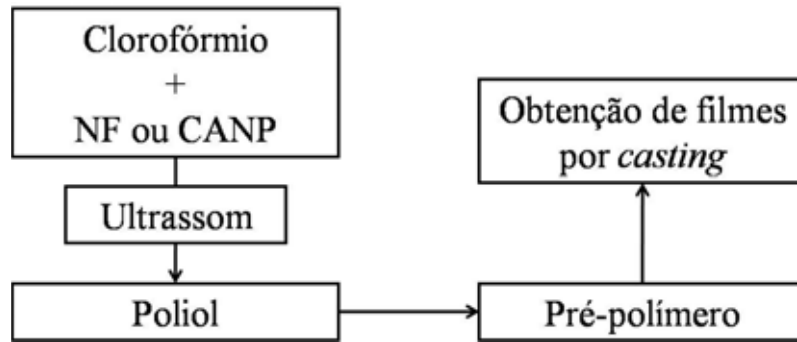 Clorofórmio
+
NF ou CANP
Ultrassom
Poliol
Pré-polímero
Obtenção de filmes
por casting